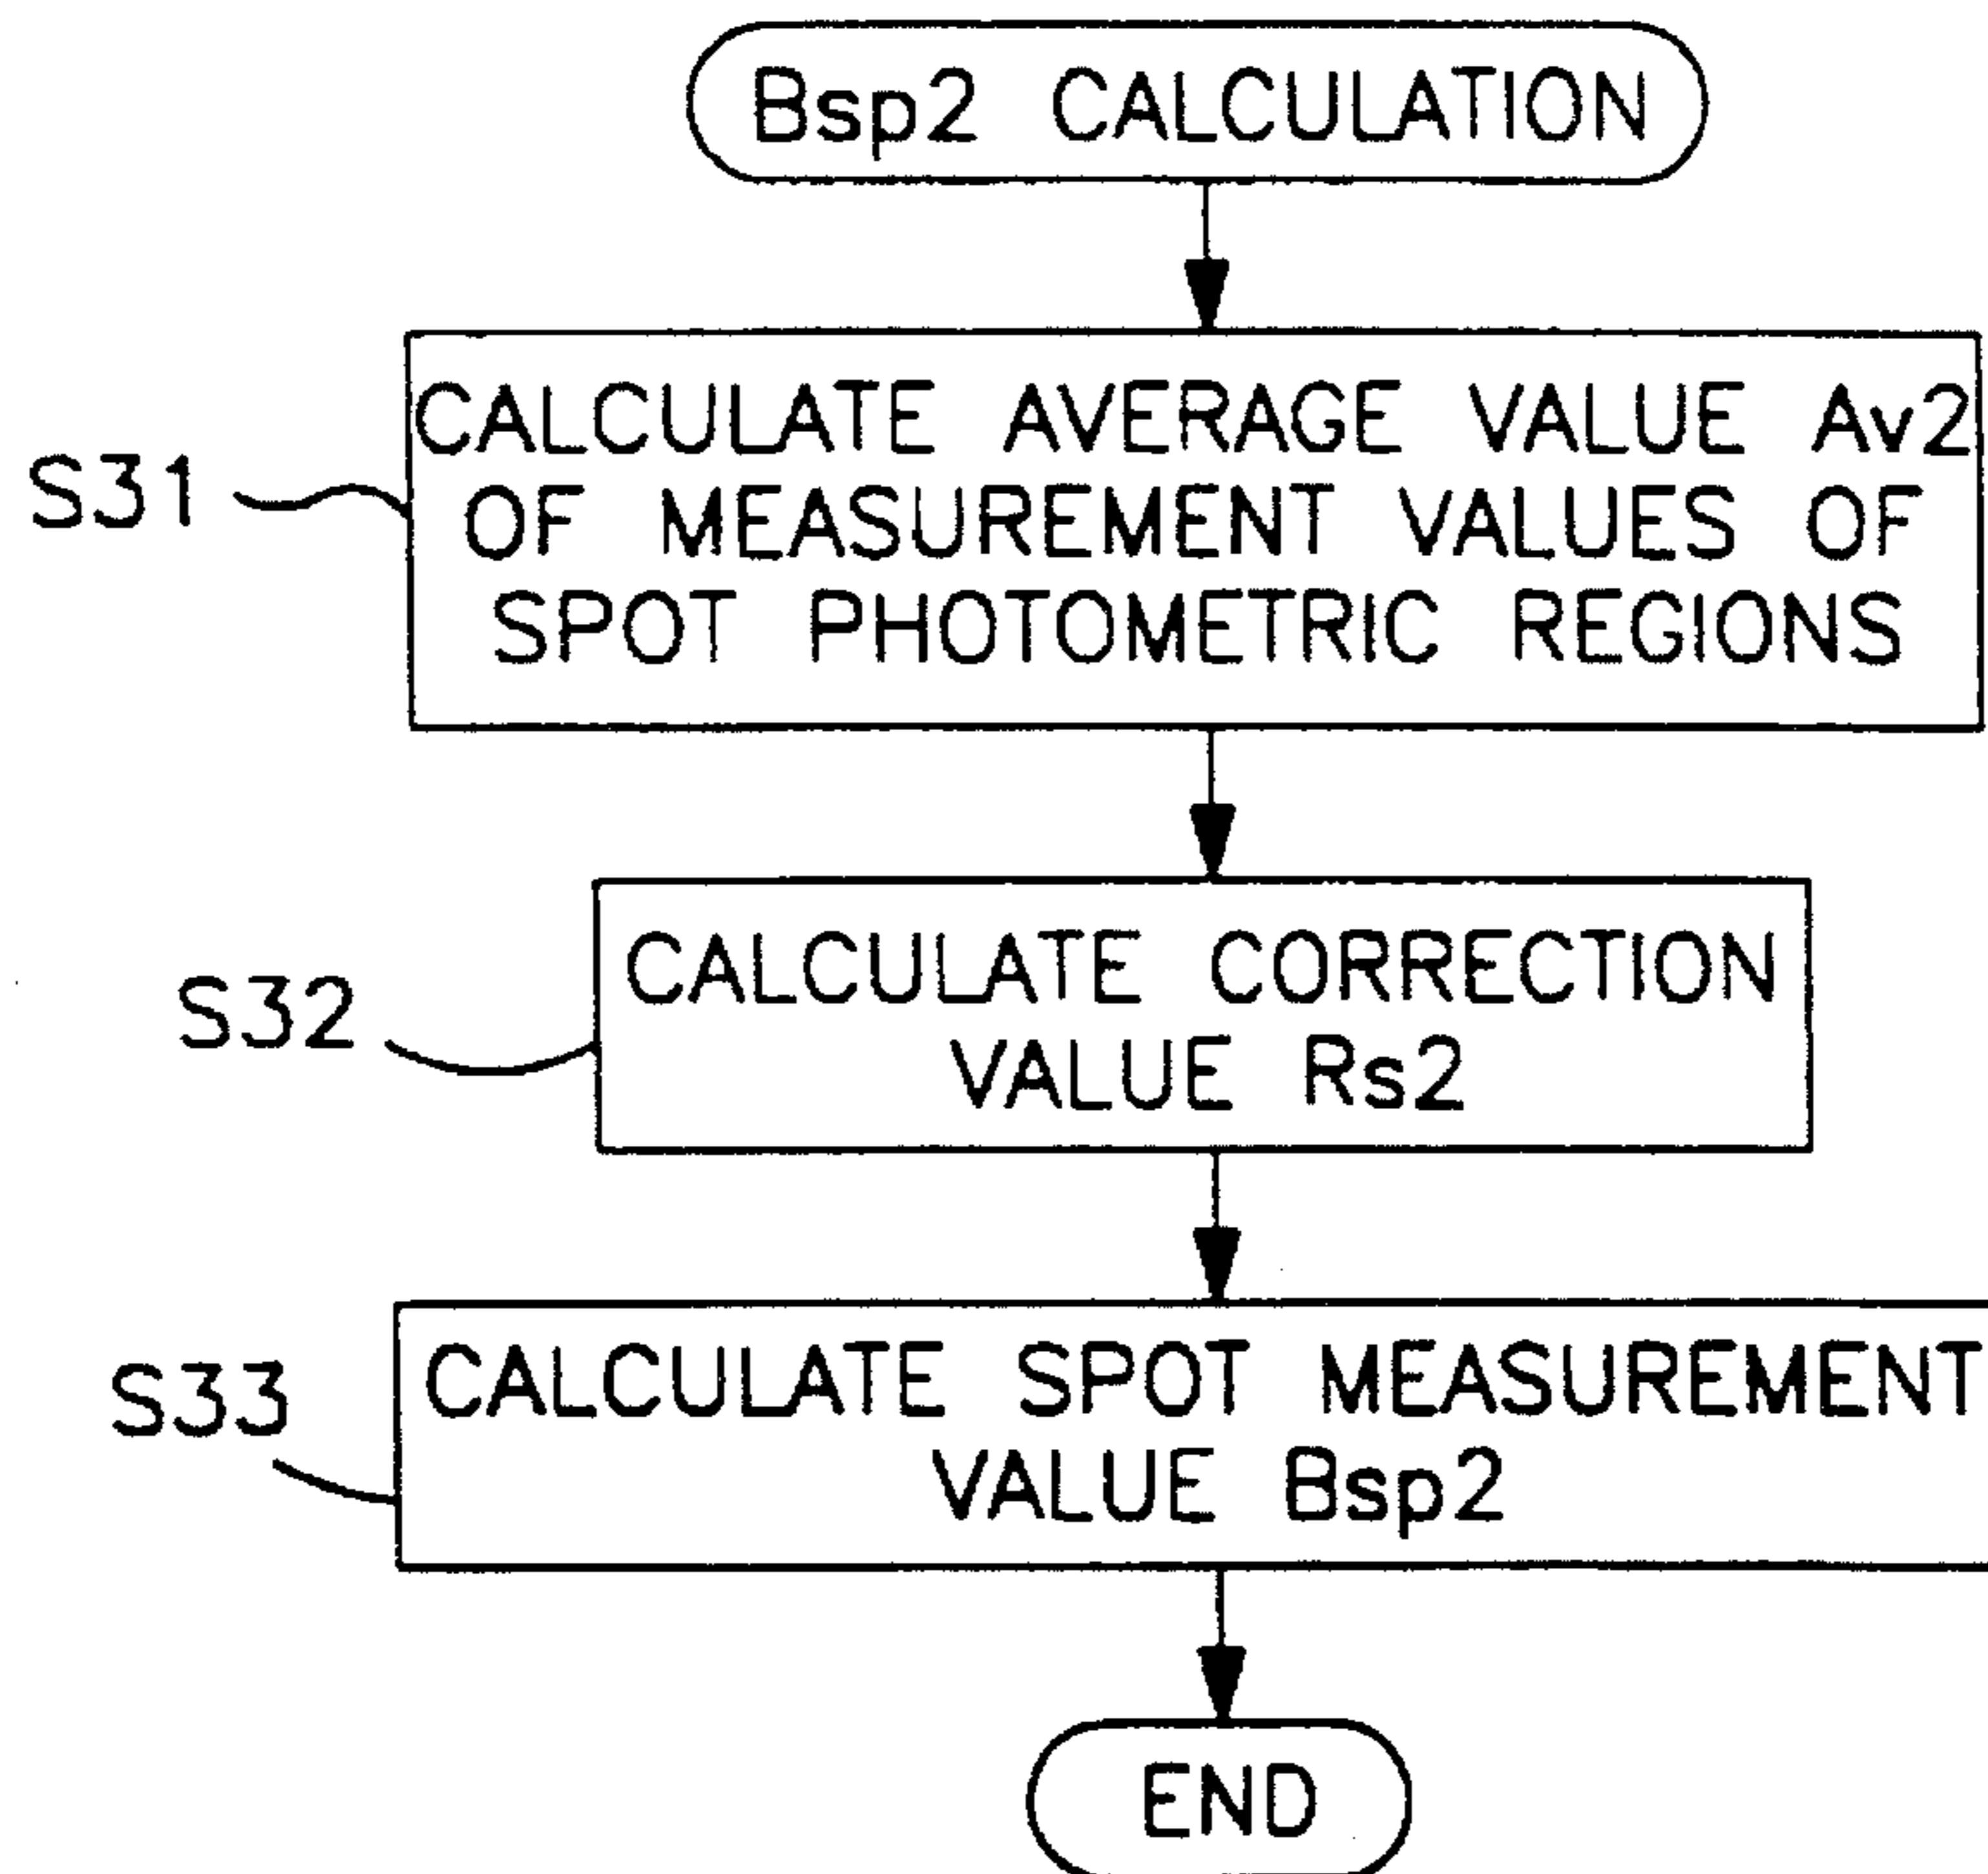 Bsp2 CALCULATION
S31
CALCULATE AVERAGE VALUE Av2
OF MEASUREMENT VALUES OF
SPOT PHOTOMETRIC REGIONS
S32
CALCULATE CORRECTION
VALUE Rs2
S33
CALCULATE SPOT MEASUREMENT
VALUE Bsp2
END